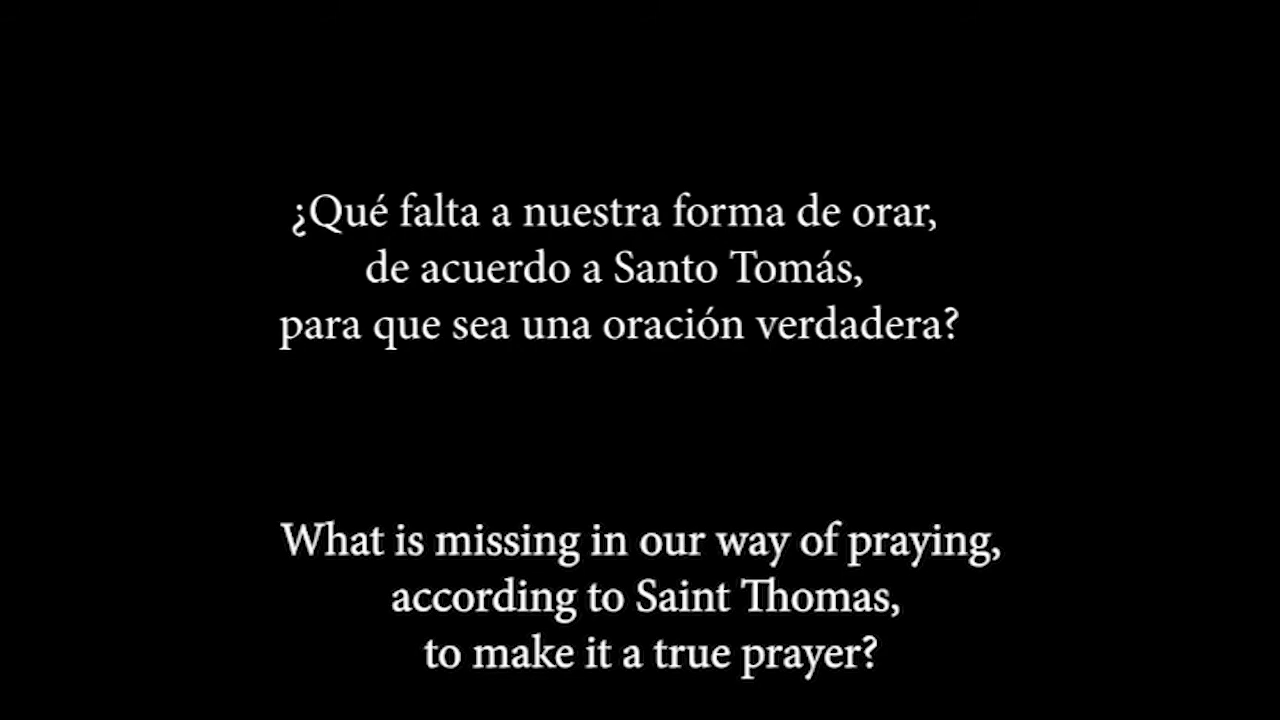 ¿Qué falta a nuestra forma de orar,
de acuerdo a Santo Tomás,
para que sea una oración verdadera?
What is missing in our way of praying,
according to Saint Thomas,
to make it a true prayer?